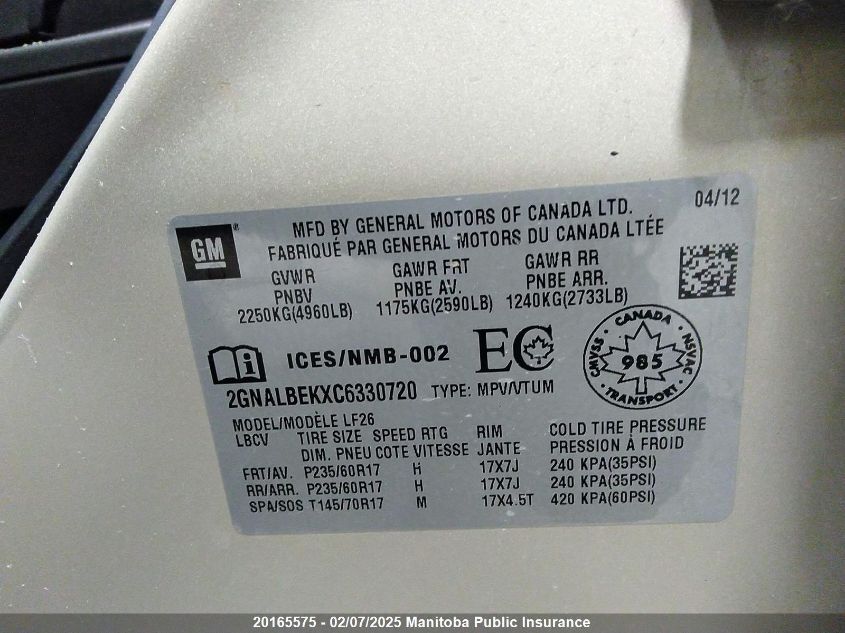 04/12
GM
MFD BY GENERAL MOTORS OF CANADA LTD.
FABRIQUÉ PAR GENERAL MOTORS DU CANADA LTÉE
GVWR GAWR FRT GAWR RR
PNBV PNBE AV. PNBE ARR.
2250KG(4960LB) 1175KG(2590LB) 1240KG(2733LB)
ICES/NMB-002 EC
CANADA
SVMAC 985 NSVAC
TRANSPORT
2GNALBEKXC6330720 TYPE: MPV/VTUM
MODEL/MODÈLE LF26
LBCV TIRE SIZE SPEED RTG RIM COLD TIRE PRESSURE
DIM. PNEU COTE VITESSE JANTE PRESSION À FROID
FRT/AV. P235/60R17 H 17X7J 240 KPA(35PSI)
RR/ARR. P235/60R17 H 17X7J 240 KPA(35PSI)
SPA/SOS T145/70R17 M 17X4.5T 420 KPA(60PSI)
20165575 - 02/07/2025 Manitoba Public Insurance